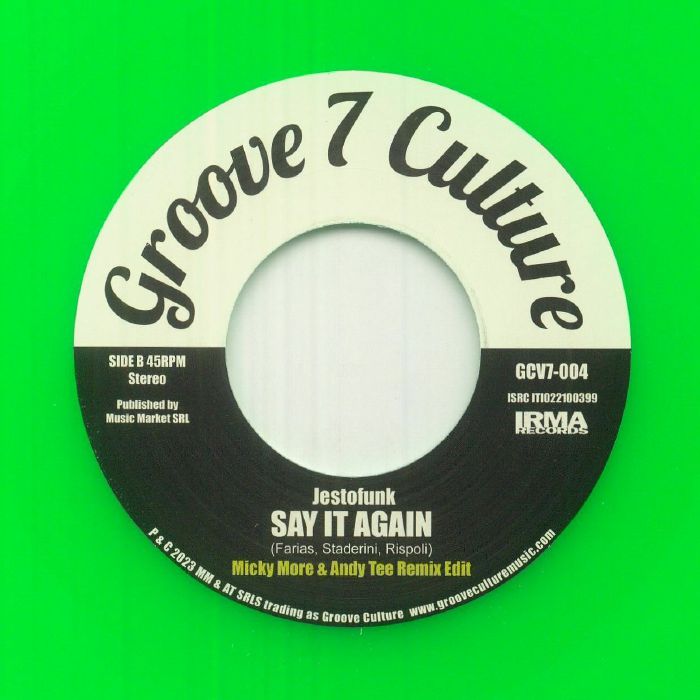 Groove 7 Culture
SIDE B 45RPM
Stereo
Published by
Music Market SRL
GCV7-004
ISRC ITI022100399
IRMA
RECORDS
Jestofunk
SAY IT AGAIN
(Farias, Staderini, Rispoli)
Micky More & Andy Tee Remix Edit
P & C 2023 MM & AT SRLS trading as Groove Culture www.grooveculturemusic.com